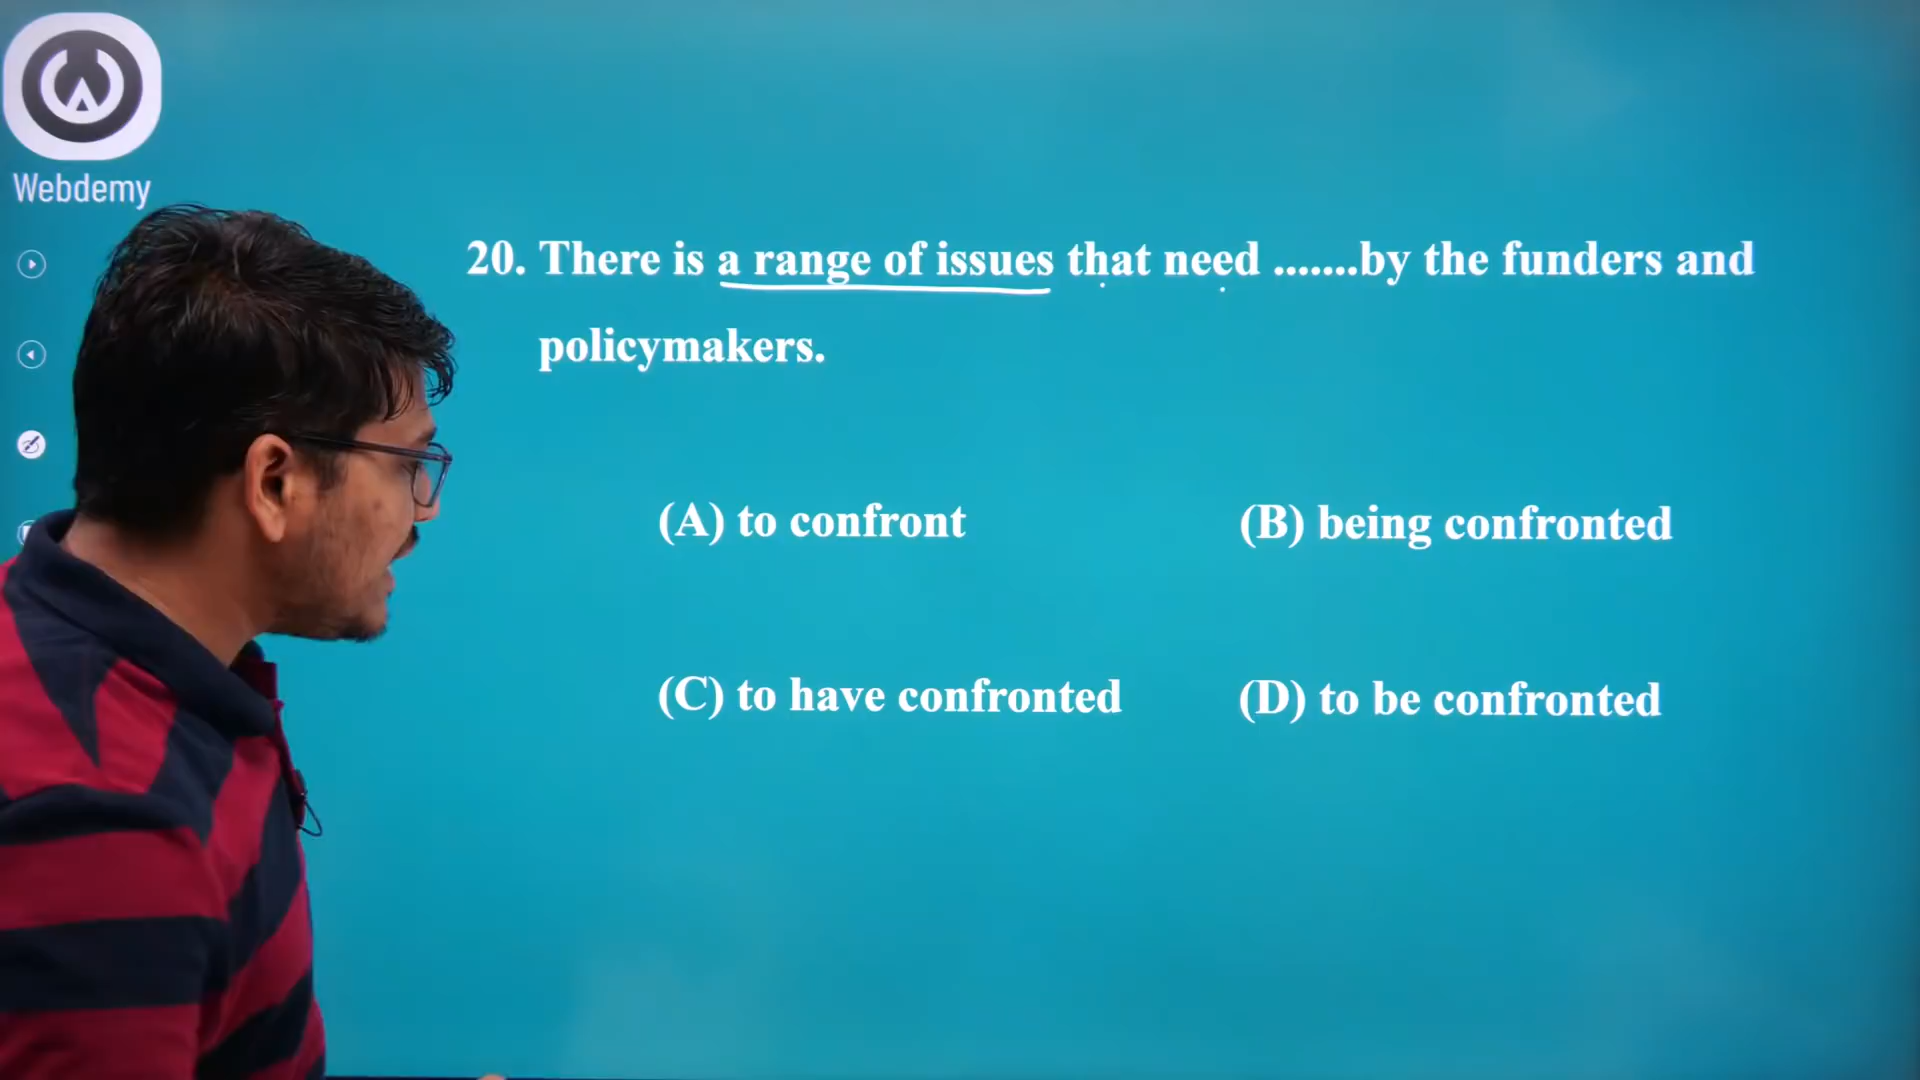 Webdemy
20. There is a range of issues that need .......by the funders and
policymakers.
(A) to confront
(B) being confronted
(C) to have confronted
(D) to be confronted